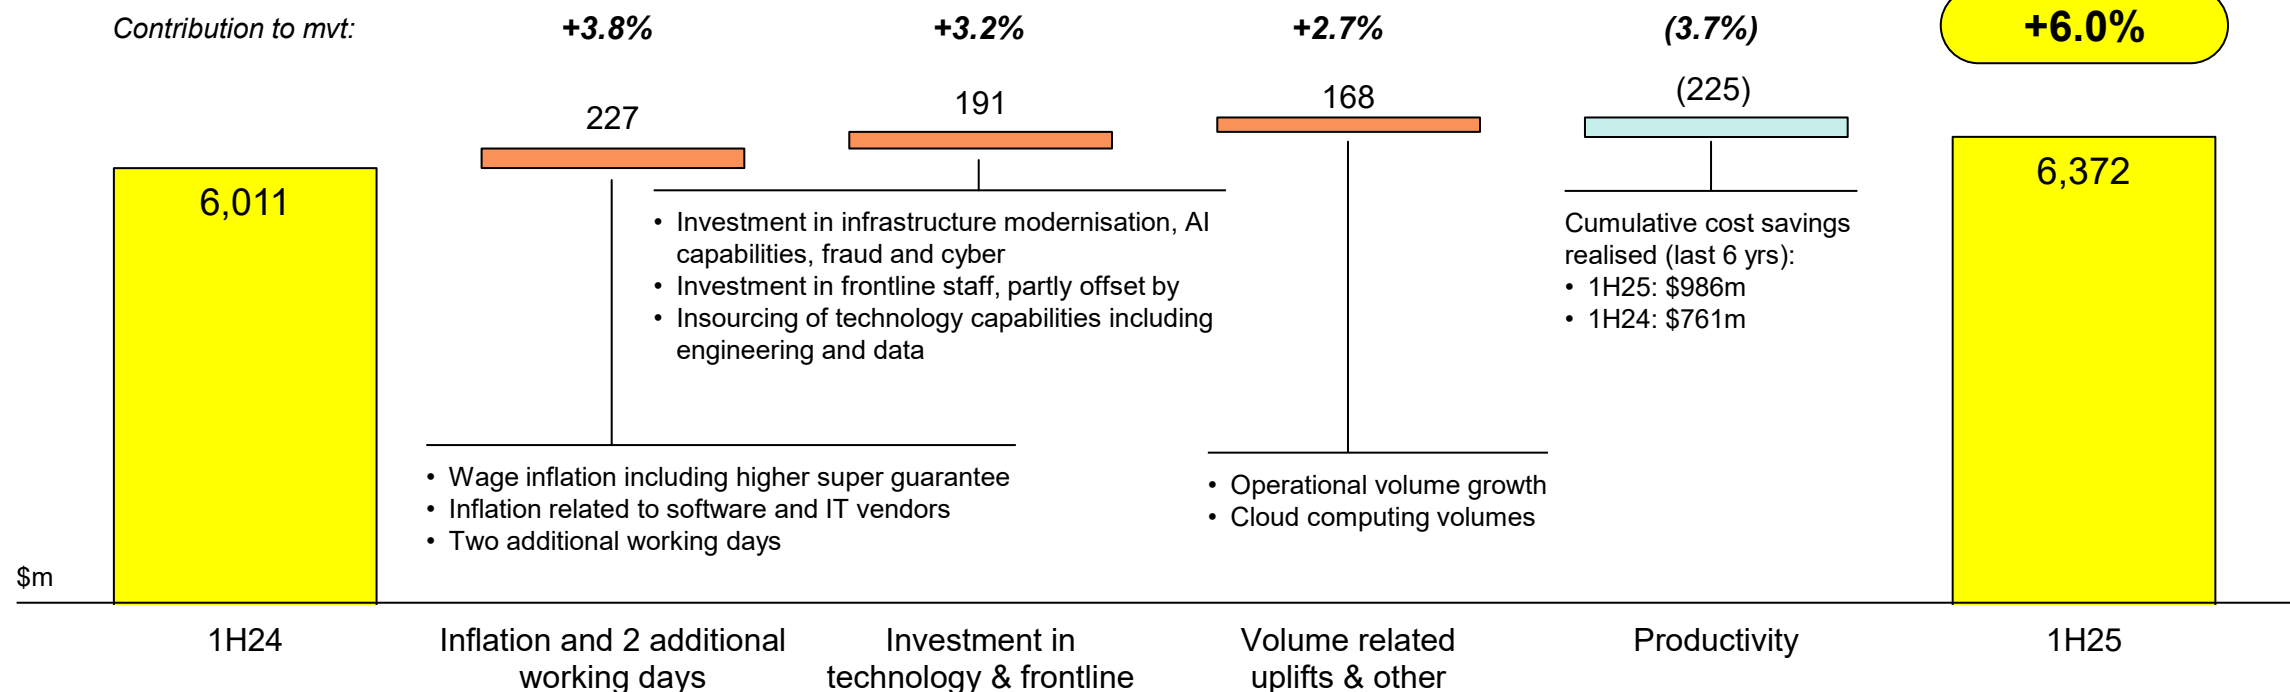 Contribution to mvt: +3.8% +3.2% +2.7% (3.7%) +6.0%
6,011
227
191
168
(225)
6,372
• Investment in infrastructure modernisation, AI
capabilities, fraud and cyber
• Investment in frontline staff, partly offset by
• Insourcing of technology capabilities including
engineering and data
Cumulative cost savings
realised (last 6 yrs):
• 1H25: $986m
• 1H24: $761m
• Wage inflation including higher super guarantee
• Inflation related to software and IT vendors
• Two additional working days
• Operational volume growth
• Cloud computing volumes
$m
1H24
Inflation and 2 additional
working days
Investment in
technology & frontline
Volume related
uplifts & other
Productivity
1H25